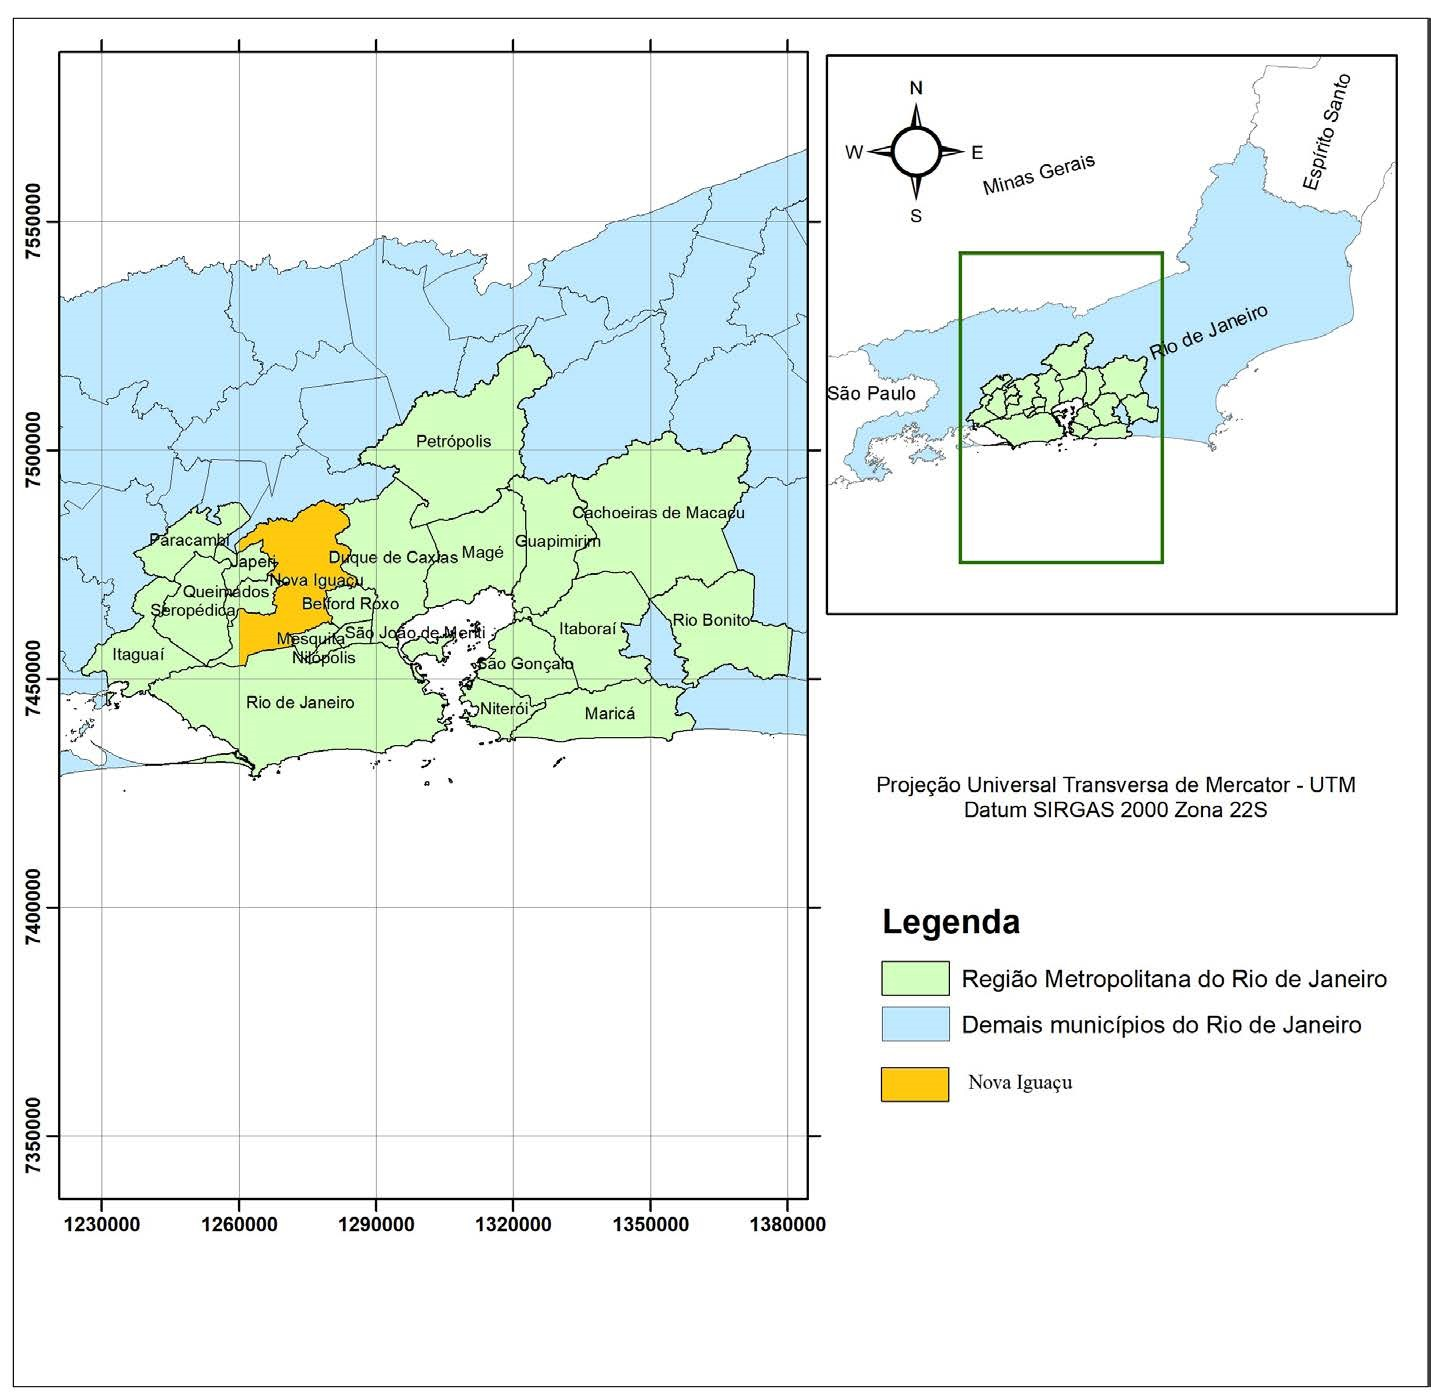 7550000
7500000
7450000
7400000
7350000
1230000
1260000
1290000
1320000
1350000
1380000
Petrópolis
Cachoeiras de Macacu
Paracambi
Guapimirim
Magé
Duque de Caxias
Japeri
Nova Iguaçu
Queimados
Belford Roxo
Seropédica
Rio Bonito
Itaboraí
São João de Meriti
Mesquita
Itaguaí
Nilópolis
São Gonçalo
Rio de Janeiro
Niterói
Maricá
N
W
E
S
Minas Gerais
Espírito Santo
Rio de Janeiro
São Paulo
Projeção Universal Transversa de Mercator - UTM
Datum SIRGAS 2000 Zona 22S
Legenda
Região Metropolitana do Rio de Janeiro
Demais municípios do Rio de Janeiro
Nova Iguaçu